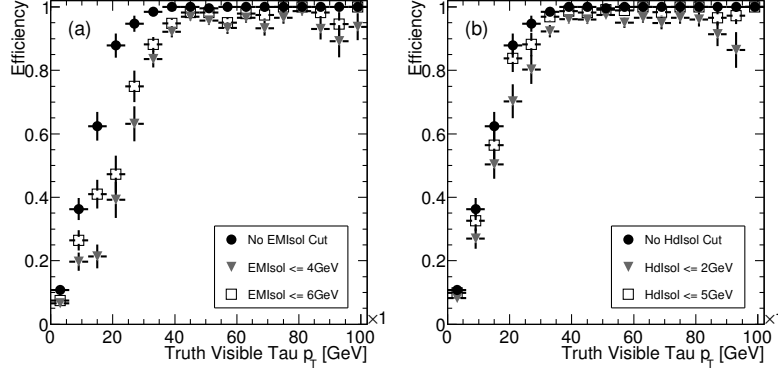 Efficiency
(a)
1
0.8
0.6
0.4
0.2
0
No EMIsol Cut
EMIsol <= 4GeV
EMIsol <= 6GeV
0 20 40 60 80 100
×1
Truth Visible Tau p_T [GeV]
Efficiency
(b)
1
0.8
0.6
0.4
0.2
0
No HdIsol Cut
HdIsol <= 2GeV
HdIsol <= 5GeV
0 20 40 60 80 100
×1
Truth Visible Tau p_T [GeV]